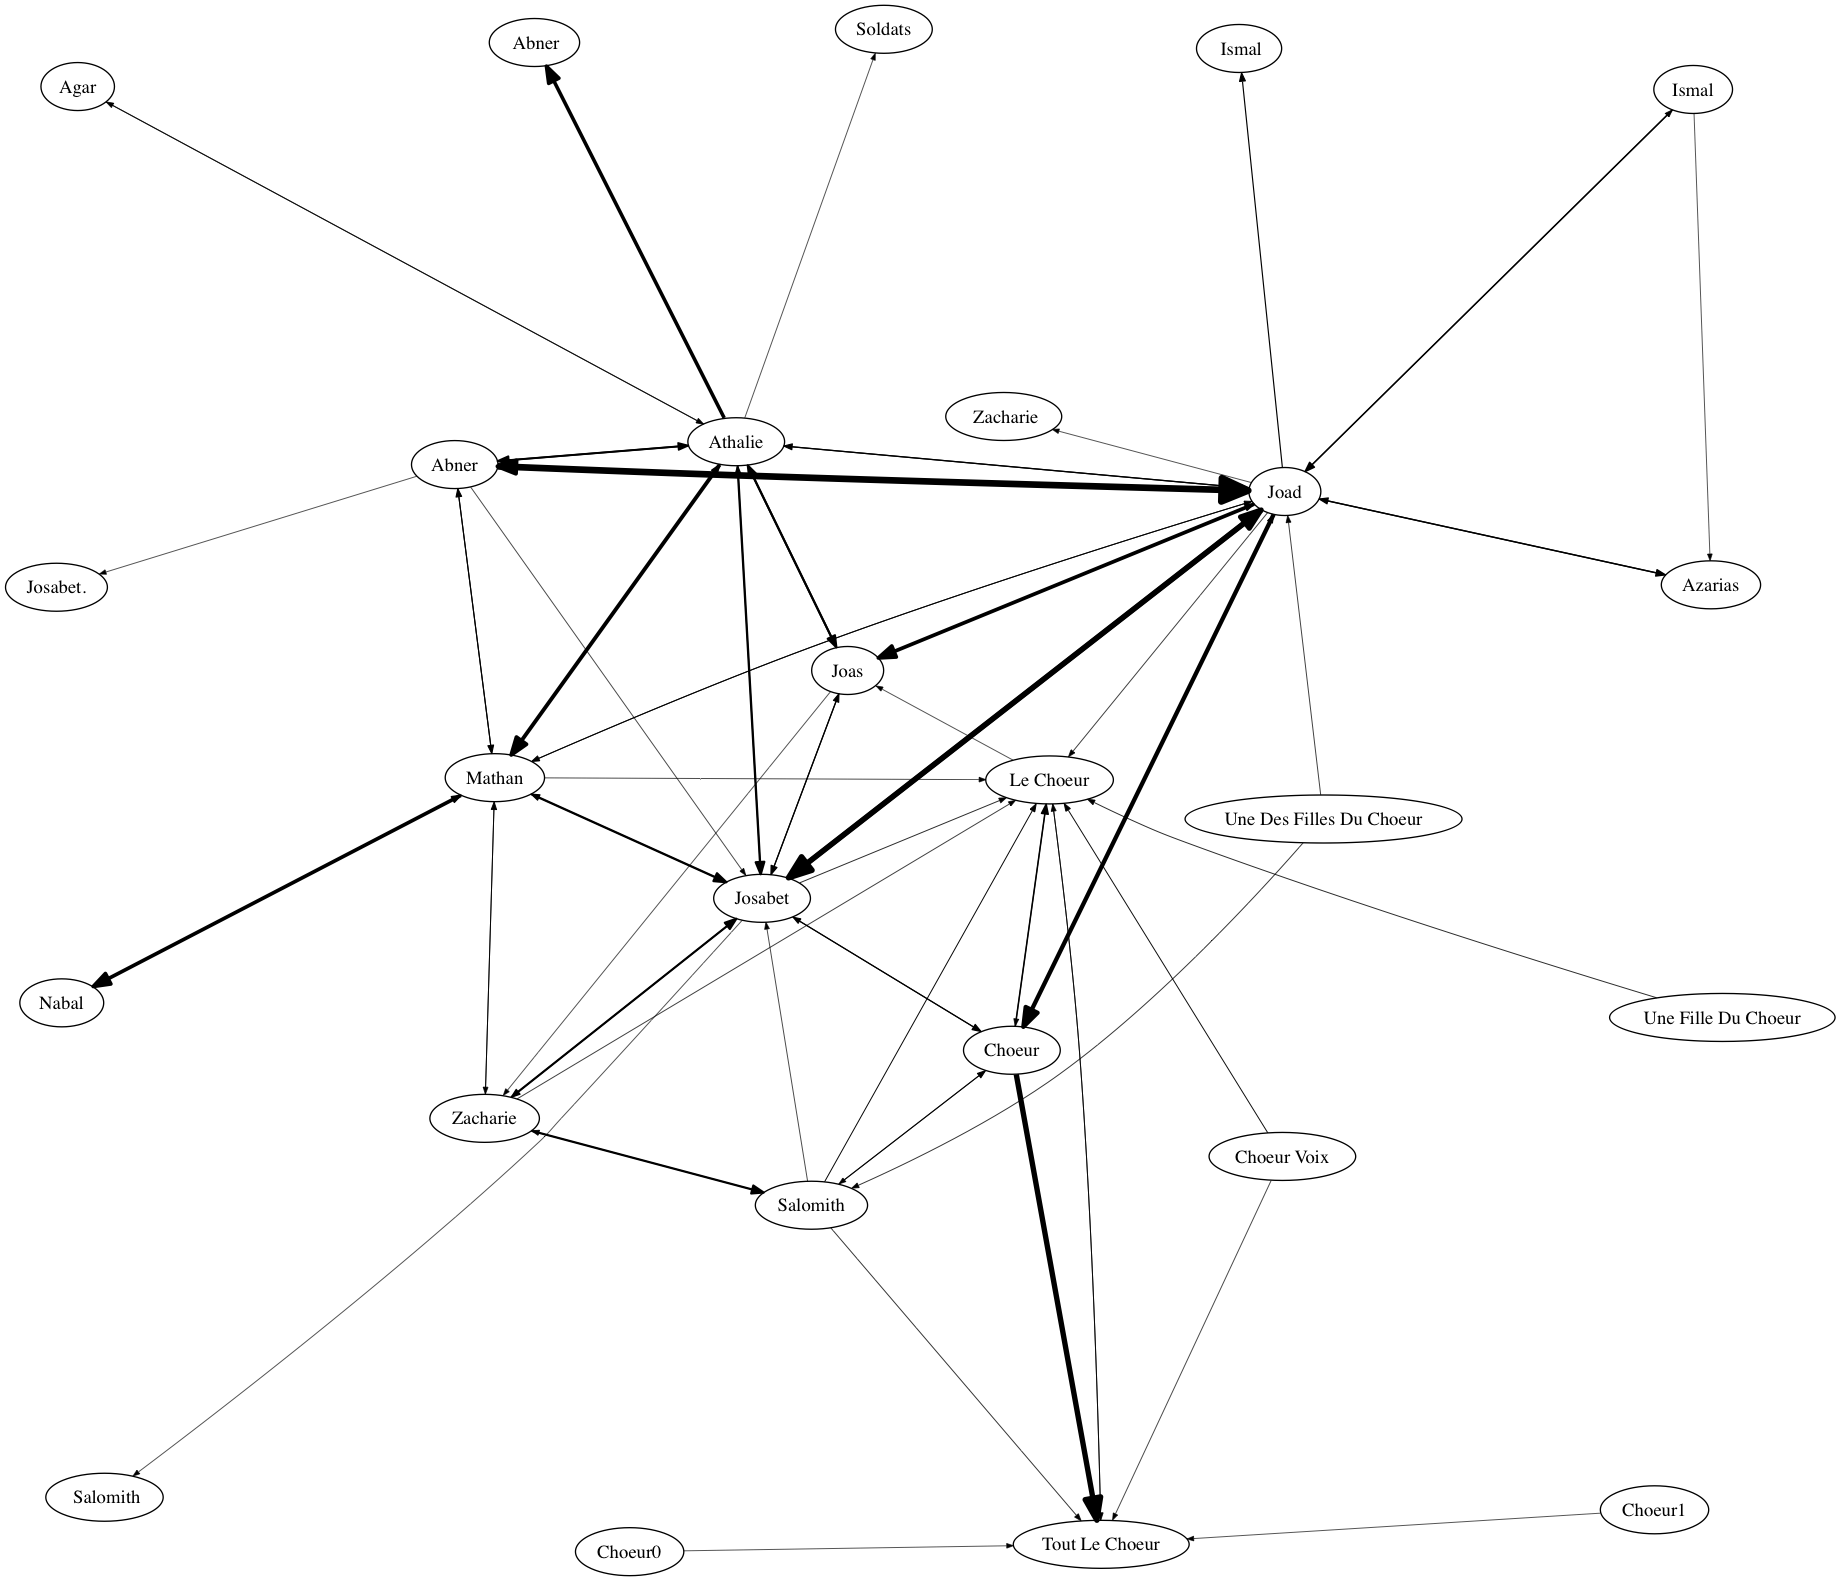 Soldats
Abner
Ismal
Agar
Ismal
Zacharie
Athalie
Abner
Joad
Josabet.
Azarias
Joas
Mathan
Le Choeur
Une Des Filles Du Choeur
Josabet
Nabal
Une Fille Du Choeur
Choeur
Zacharie
Choeur Voix
Salomith
Salomith
Choeur1
Tout Le Choeur
Choeur0